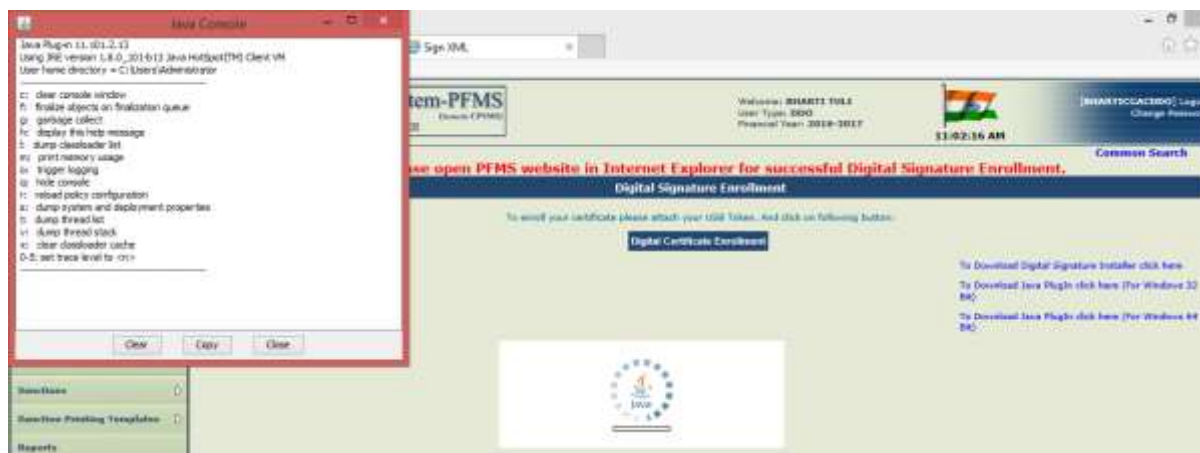 Java Console
Java Plug-in 11.101.2.13
Using JRE version 1.8.0_101-b13 Java HotSpot(TM) Client VM
User home directory = C:\Users\Administrator
c: clear console window
f: finalize objects on finalization queue
g: garbage collect
h: display this help message
l: dump classloader list
m: print memory usage
o: trigger logging
q: hide console
r: reload policy configuration
s: dump system and deployment properties
t: dump thread list
v: dump thread stack
x: clear classloader cache
0-5: set trace level to <n>
Clear Copy Close
Sign XML
tem-PFMS
Welcome: BHARTI TULI
User Type: DDO
Financial Year: 2016-2017
11:02:16 AM
Common Search
se open PFMS website in Internet Explorer for successful Digital Signature Enrollment.
Digital Signature Enrollment
To enroll your certificate please attach your USB Token. And click on following button:
Digital Certificate Enrollment
To Download Digital Signature Installer click here
To Download Java PlugIn click here (For Windows 32 Bit)
To Download Java PlugIn click here (For Windows 64 Bit)
Java
Sanctions
Sanction Printing Templates
Reports